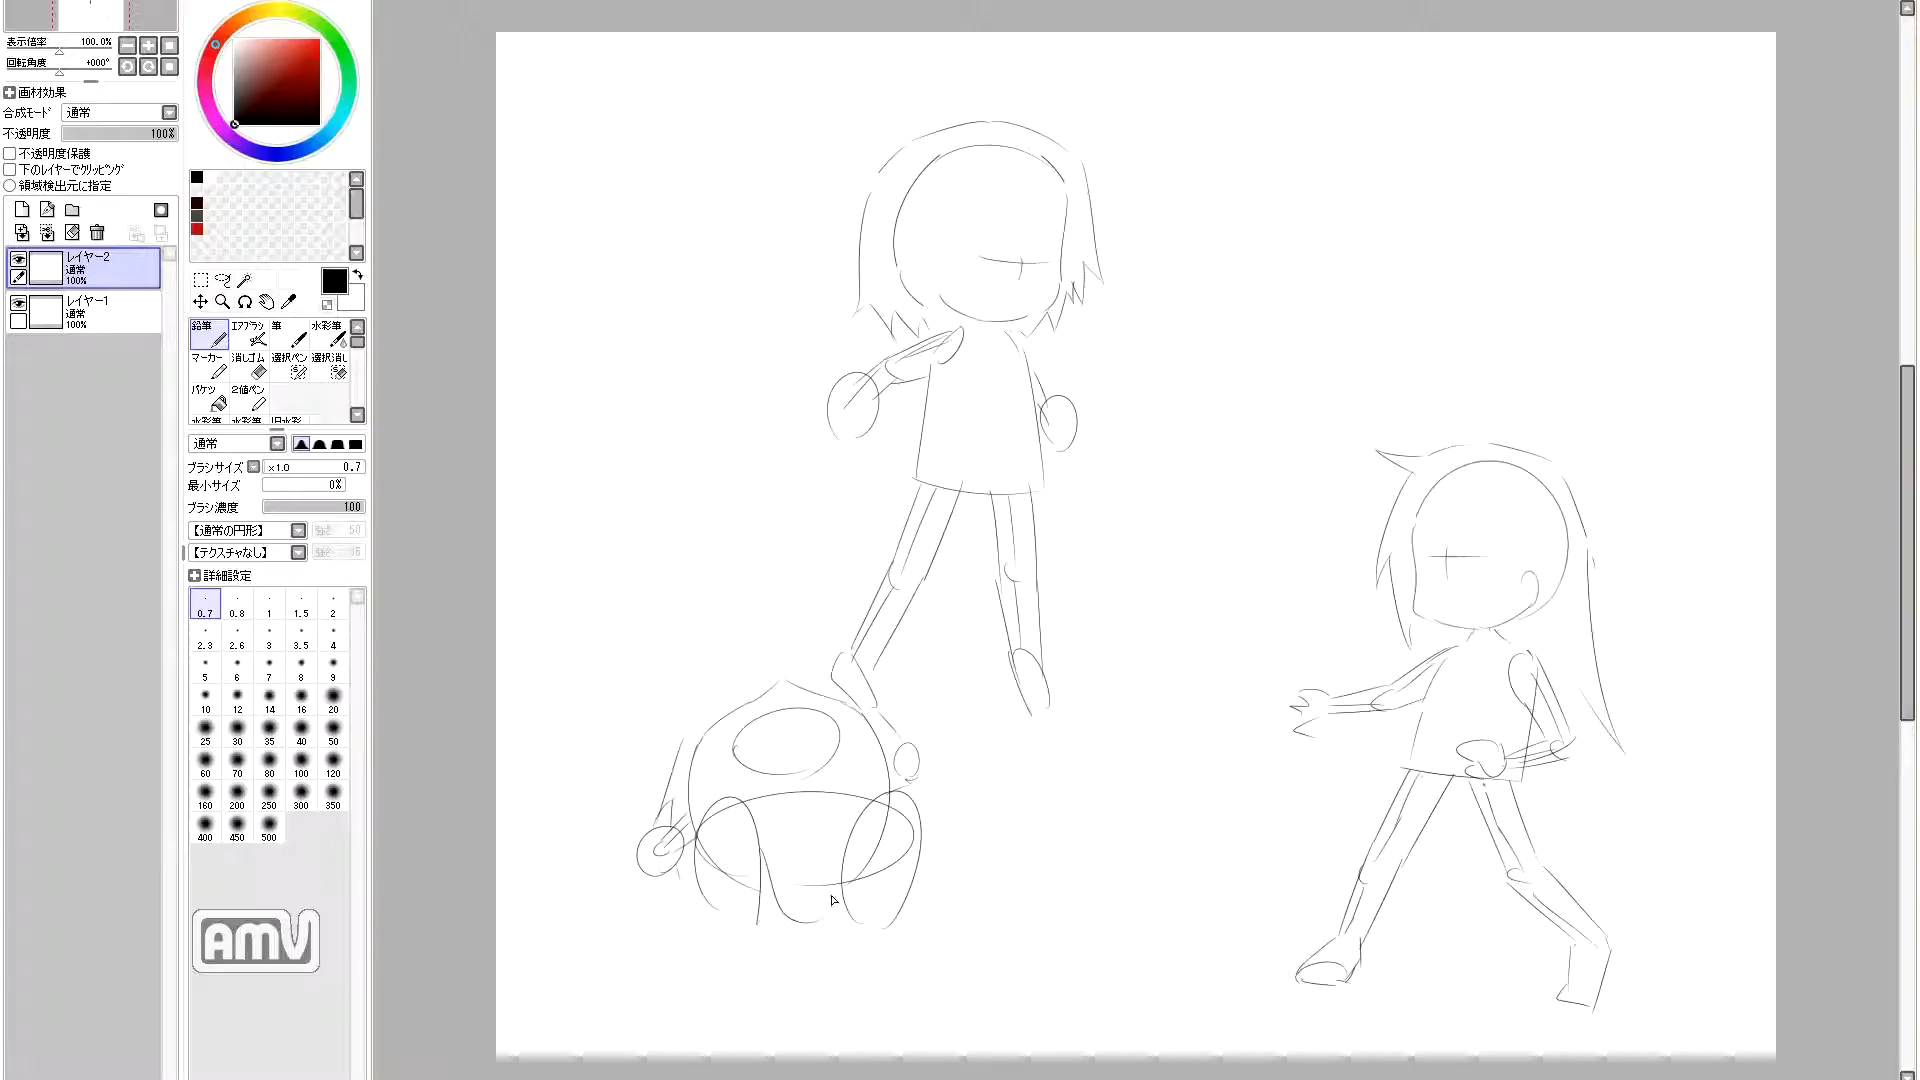 表示倍率 100.0%
回転角度 +000°
画材効果
合成モード 通常
不透明度 100%
不透明度保護
下のレイヤーでクリッピング
領域検出元に指定
レイヤー2
通常
100%
レイヤー1
通常
100%
鉛筆 エアブラシ 筆 水彩筆
マーカー 消しゴム 選択ペン 選択消し
バケツ 2値ペン
通常
ブラシサイズ x1.0 0.7
最小サイズ 0%
ブラシ濃度 100
【通常の円形】 50
【テクスチャなし】
詳細設定
0.7 0.8 1 1.5 2
2.3 2.6 3 3.5 4
5 6 7 8 9
10 12 14 16 20
25 30 35 40 50
60 70 80 100 120
160 200 250 300 350
400 450 500
AMV